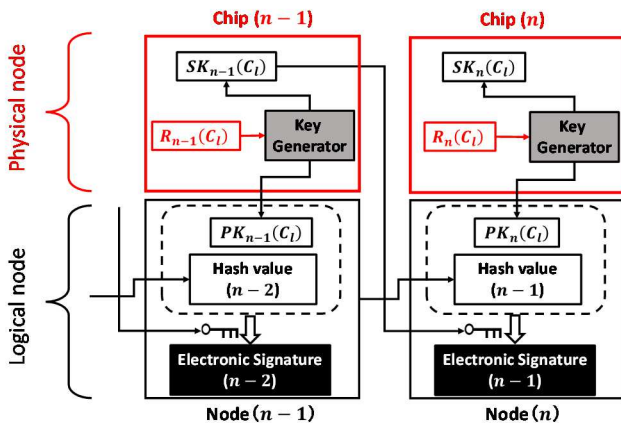 Chip (n − 1)
Chip (n)
Physical node
SKₙ₋₁(Cₗ)
SKₙ(Cₗ)
Key
Generator
Key
Generator
Rₙ₋₁(Cₗ)
Rₙ(Cₗ)
Logical node
PKₙ₋₁(Cₗ)
PKₙ(Cₗ)
Hash value
(n − 2)
Hash value
(n − 1)
Electronic Signature
(n − 2)
Electronic Signature
(n − 1)
Node (n − 1)
Node (n)